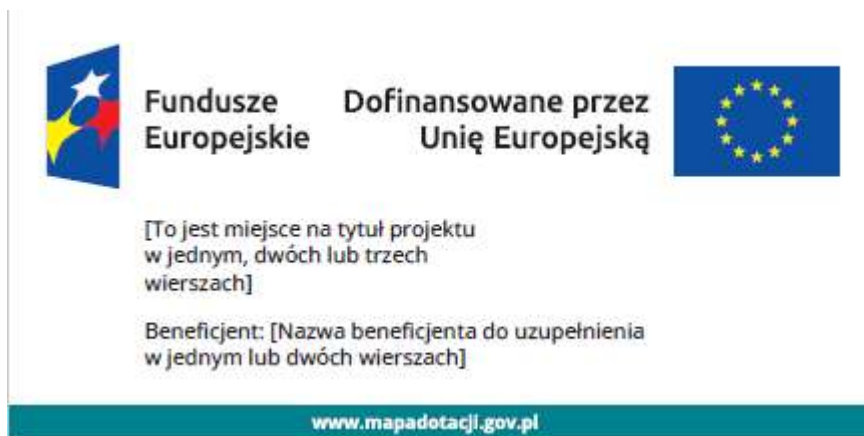 Fundusze
Europejskie
Dofinansowane przez
Unię Europejską
[To jest miejsce na tytuł projektu
w jednym, dwóch lub trzech
wierszach]
Beneficjent: [Nazwa beneficjenta do uzupełnienia
w jednym lub dwóch wierszach]
www.mapadotacji.gov.pl